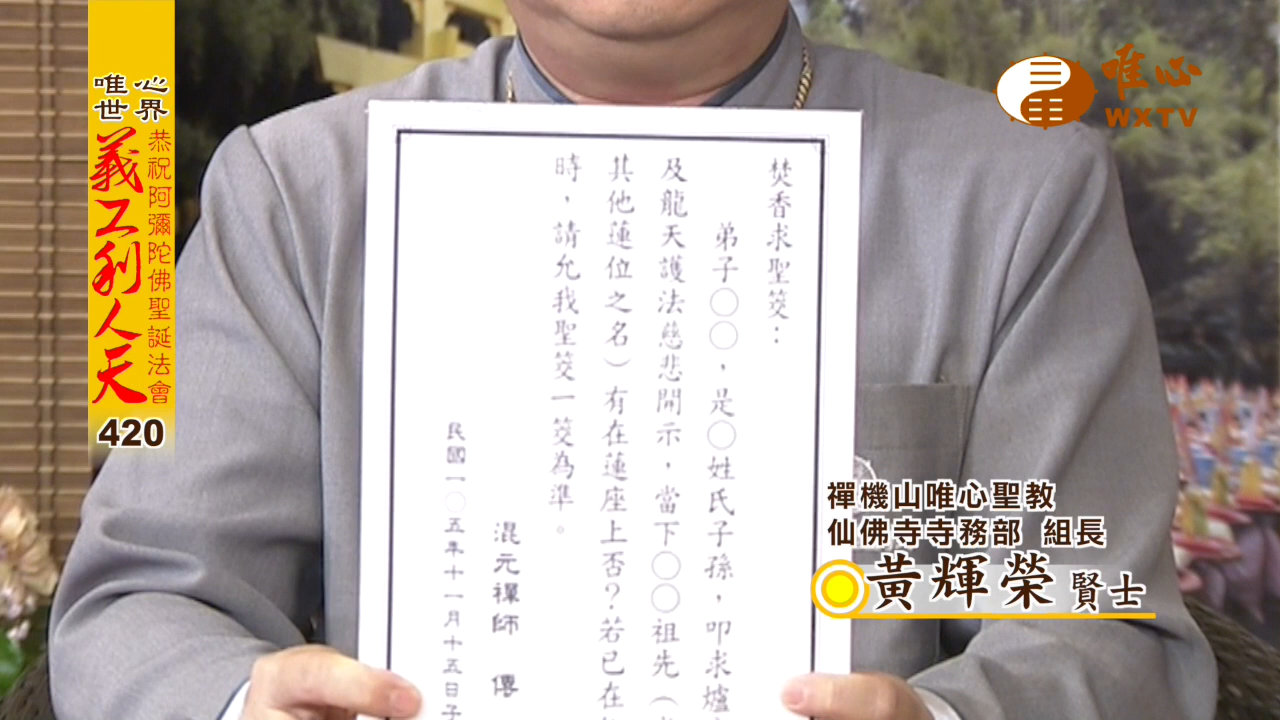 唯心
世界
恭祝阿彌陀佛聖誕法會
義工利人天
420
唯心
WXTV
焚香求聖筊：
弟子○○，是○姓氏子孫，叩求爐
及龍天護法慈悲開示，當下○○祖先（
其他蓮位之名）有在蓮座上否？若已在
時，請允我聖筊一筊為準。
混元禪師 傳
民國一○五年十一月十五日子
禪機山唯心聖教
仙佛寺寺務部 組長
黃輝榮 賢士